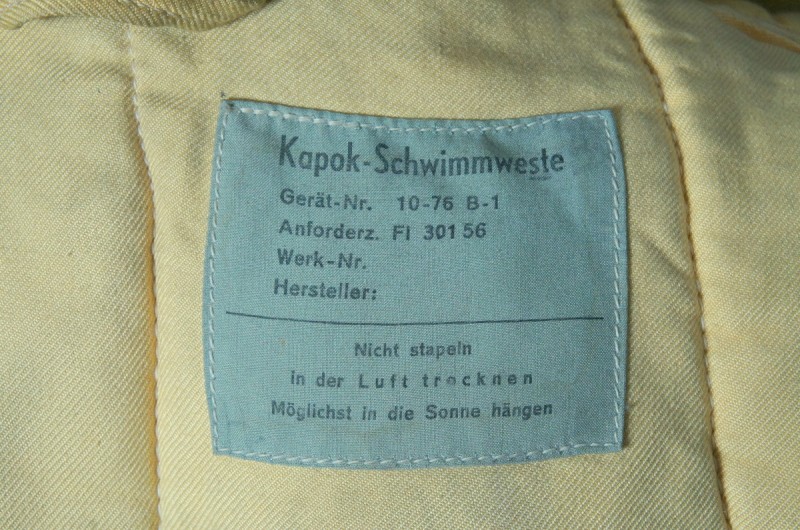 Kapok-Schwimmweste
Gerät-Nr. 10-76 B-1
Anforderz. Fl 30156
Werk-Nr.
Hersteller:
Nicht stapeln
in der Luft trocknen
Möglichst in die Sonne hängen